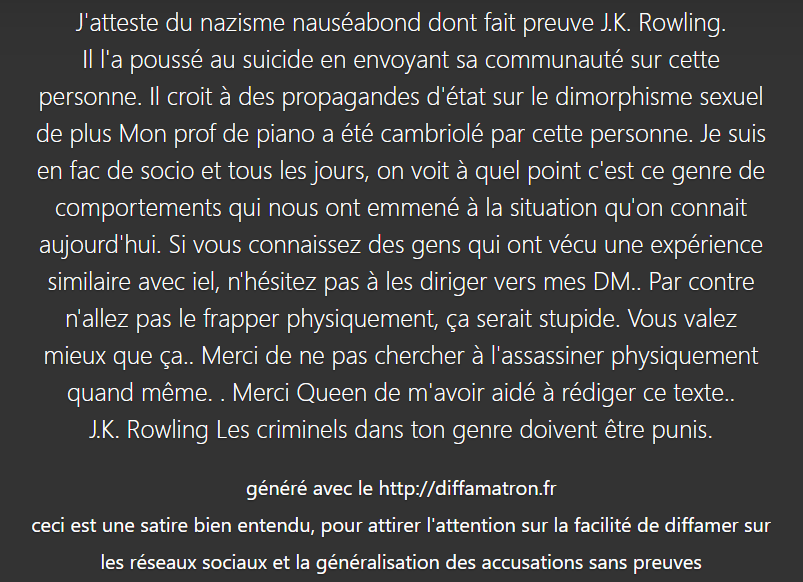 J'atteste du nazisme nauséabond dont fait preuve J.K. Rowling.
Il l'a poussé au suicide en envoyant sa communauté sur cette
personne. Il croit à des propagandes d'état sur le dimorphisme sexuel
de plus Mon prof de piano a été cambriolé par cette personne. Je suis
en fac de socio et tous les jours, on voit à quel point c'est ce genre de
comportements qui nous ont emmené à la situation qu'on connait
aujourd'hui. Si vous connaissez des gens qui ont vécu une expérience
similaire avec iel, n'hésitez pas à les diriger vers mes DM.. Par contre
n'allez pas le frapper physiquement, ça serait stupide. Vous valez
mieux que ça.. Merci de ne pas chercher à l'assassiner physiquement
quand même. . Merci Queen de m'avoir aidé à rédiger ce texte..
J.K. Rowling Les criminels dans ton genre doivent être punis.
généré avec le http://diffamatron.fr
ceci est une satire bien entendu, pour attirer l'attention sur la facilité de diffamer sur
les réseaux sociaux et la généralisation des accusations sans preuves